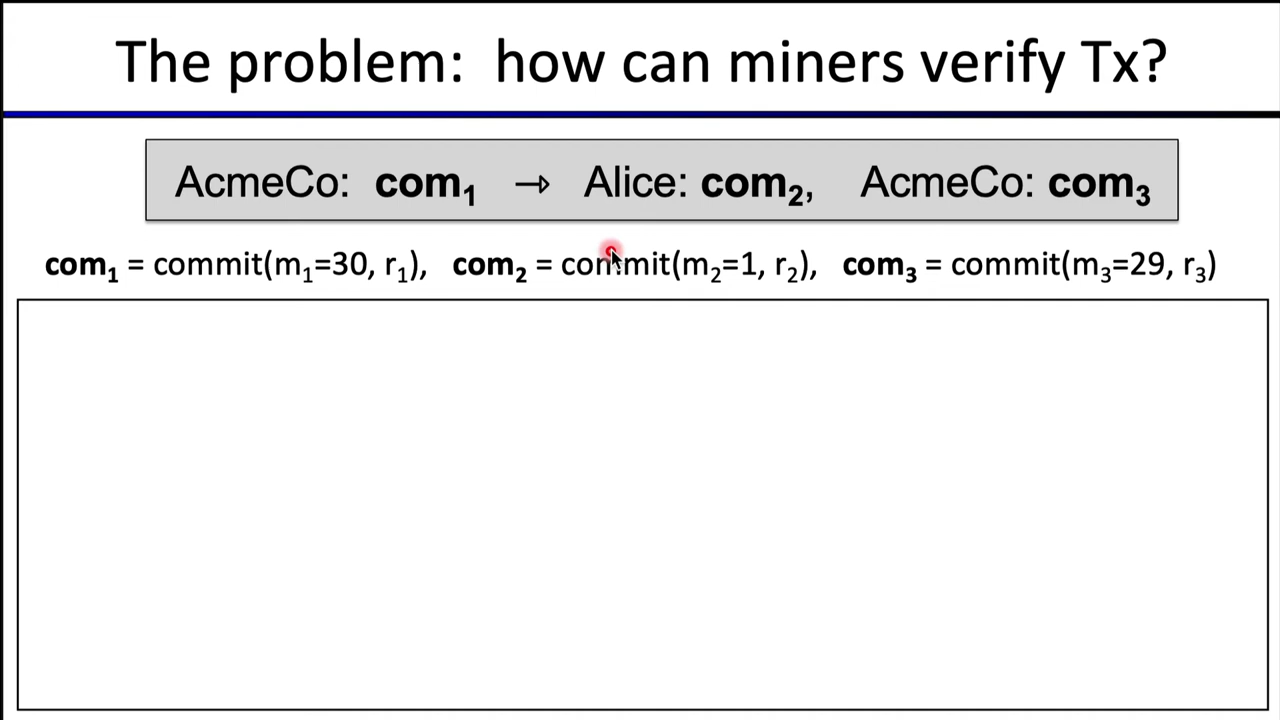 The problem: how can miners verify Tx?
AcmeCo: com₁ → Alice: com₂, AcmeCo: com₃
com₁ = commit(m₁=30, r₁), com₂ = commit(m₂=1, r₂), com₃ = commit(m₃=29, r₃)